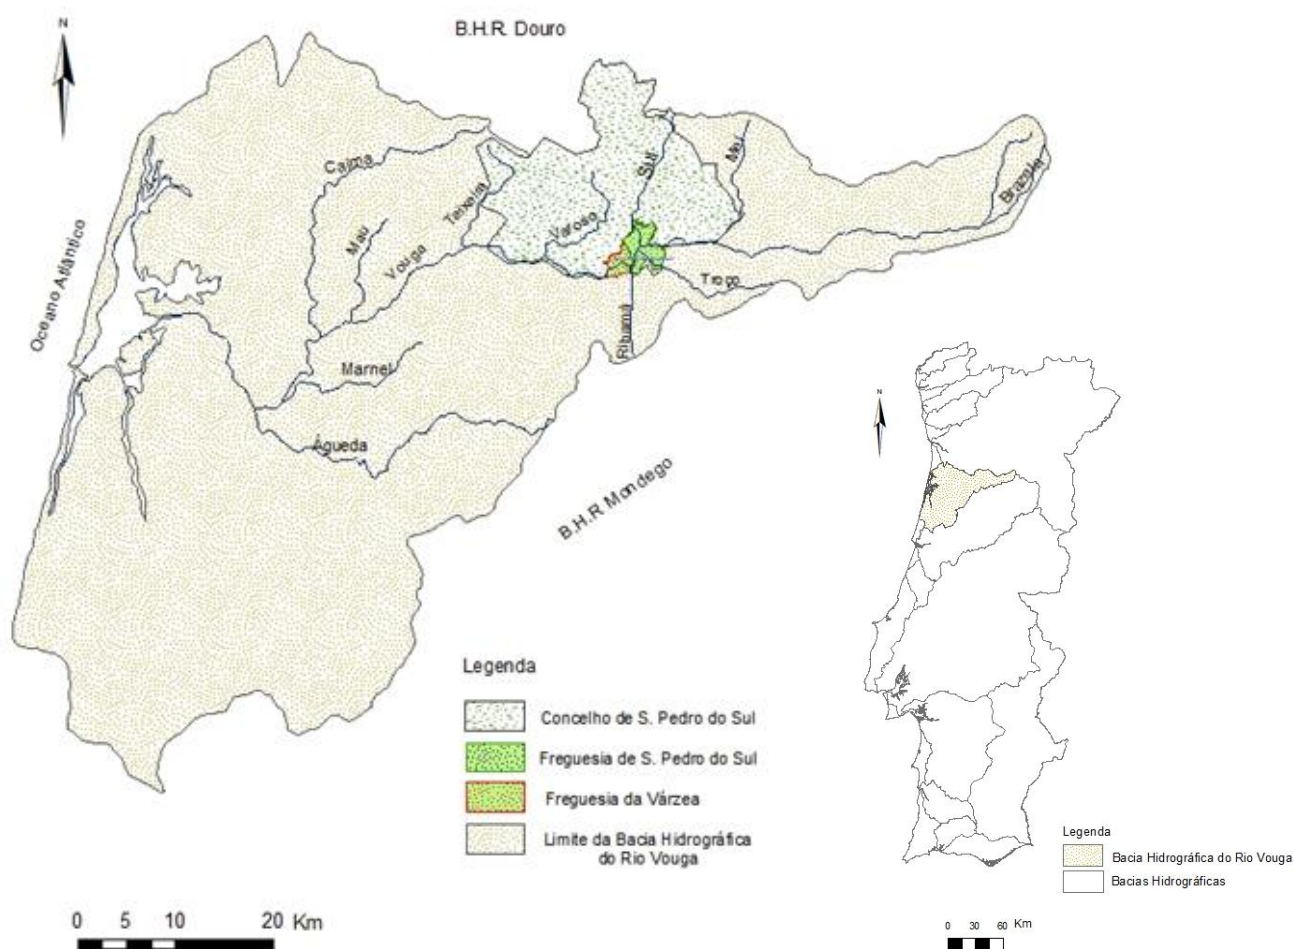 B.H.R. Douro
N
Caima
Teixeira
Mau
Vouga
Varoso
Sul
Mel
Brazela
Troço
Ribamá
Oceano Atlântico
Marnel
Águeda
B.H.R Mondego
N
Legenda
Concelho de S. Pedro do Sul
Freguesia de S. Pedro do Sul
Freguesia da Várzea
Limite da Bacia Hidrográfica
do Rio Vouga
0 5 10 20 Km
Legenda
Bacia Hidrográfica do Rio Vouga
Bacias Hidrográficas
0 30 60 Km